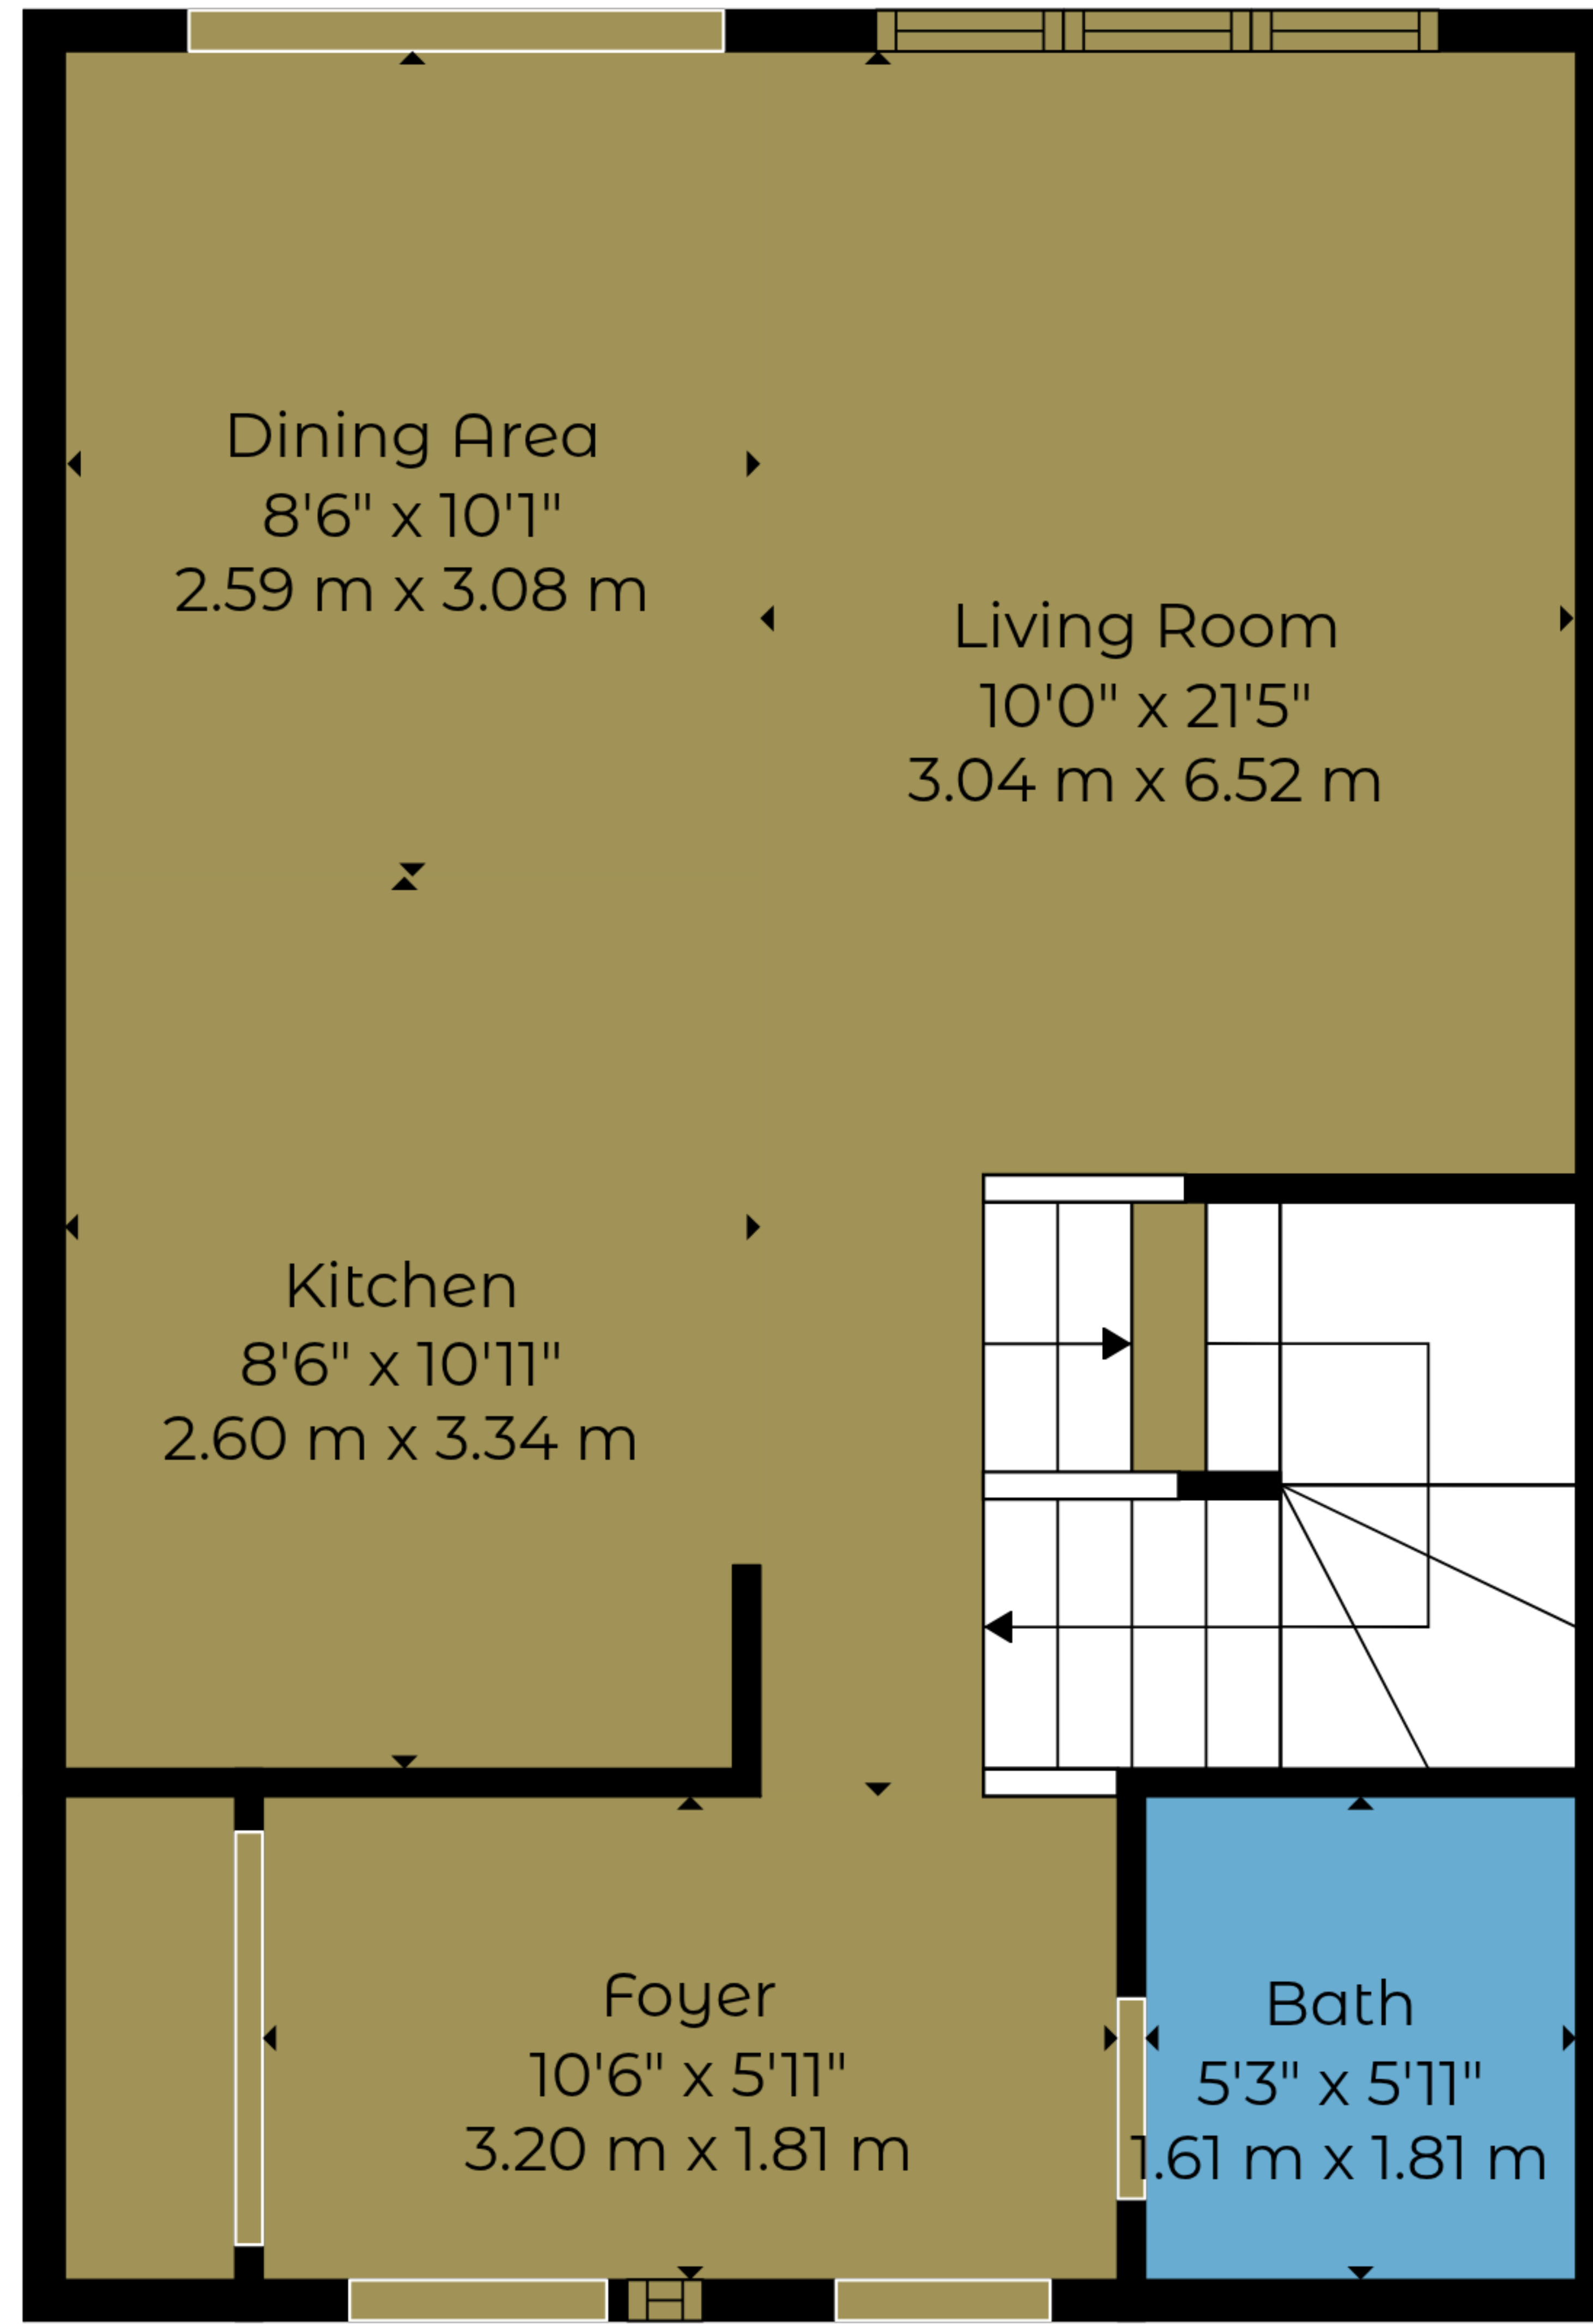 Dining Area
8'6" x 10'1"
2.59 m x 3.08 m
Living Room
10'0" x 21'5"
3.04 m x 6.52 m
Kitchen
8'6" x 10'11"
2.60 m x 3.34 m
Foyer
10'6" x 5'11"
3.20 m x 1.81 m
Bath
5'3" x 5'11"
1.61 m x 1.81 m